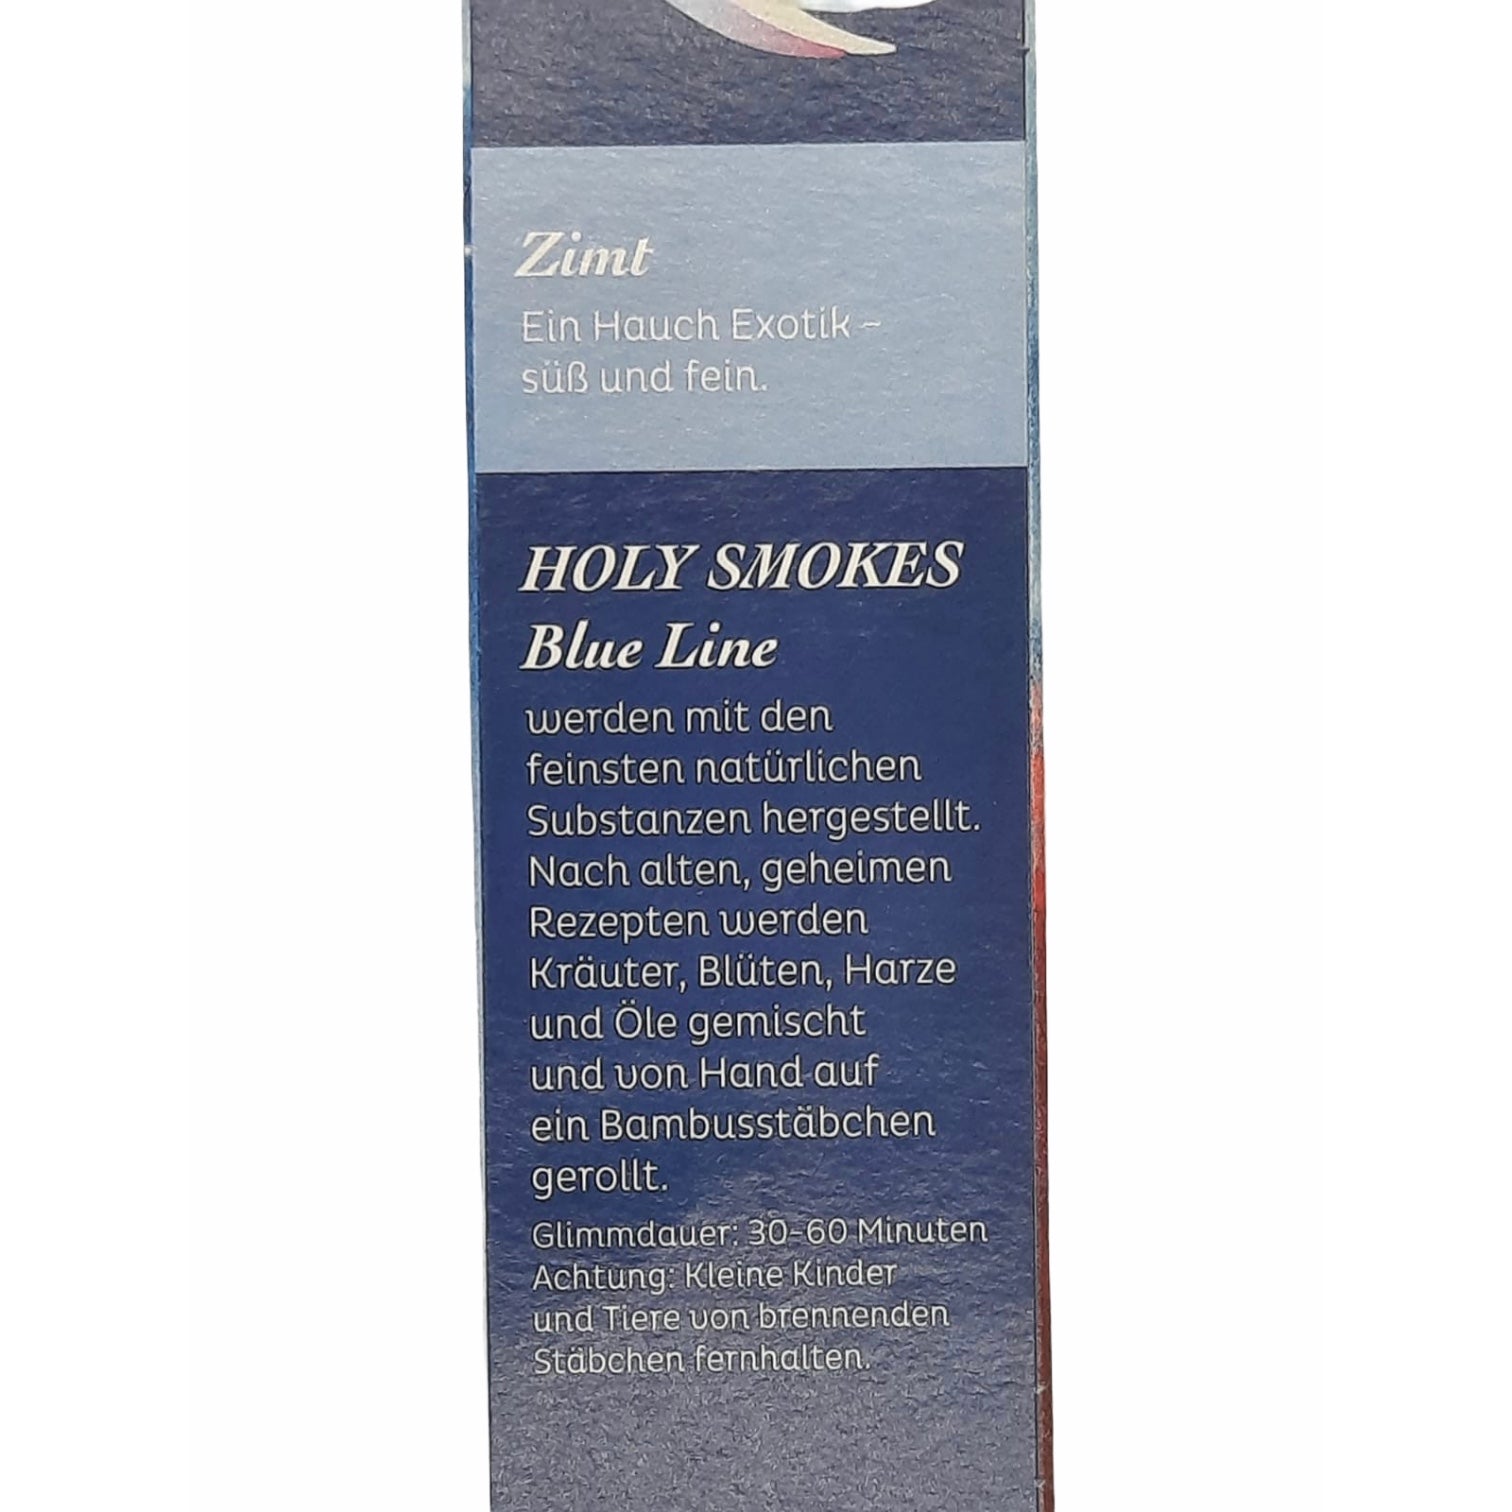 Zimt
Ein Hauch Exotik –
süß und fein.
HOLY SMOKES
Blue Line
werden mit den
feinsten natürlichen
Substanzen hergestellt.
Nach alten, geheimen
Rezepten werden
Kräuter, Blüten, Harze
und Öle gemischt
und von Hand auf
ein Bambusstäbchen
gerollt.
Glimmdauer: 30-60 Minuten
Achtung: Kleine Kinder
und Tiere von brennenden
Stäbchen fernhalten.